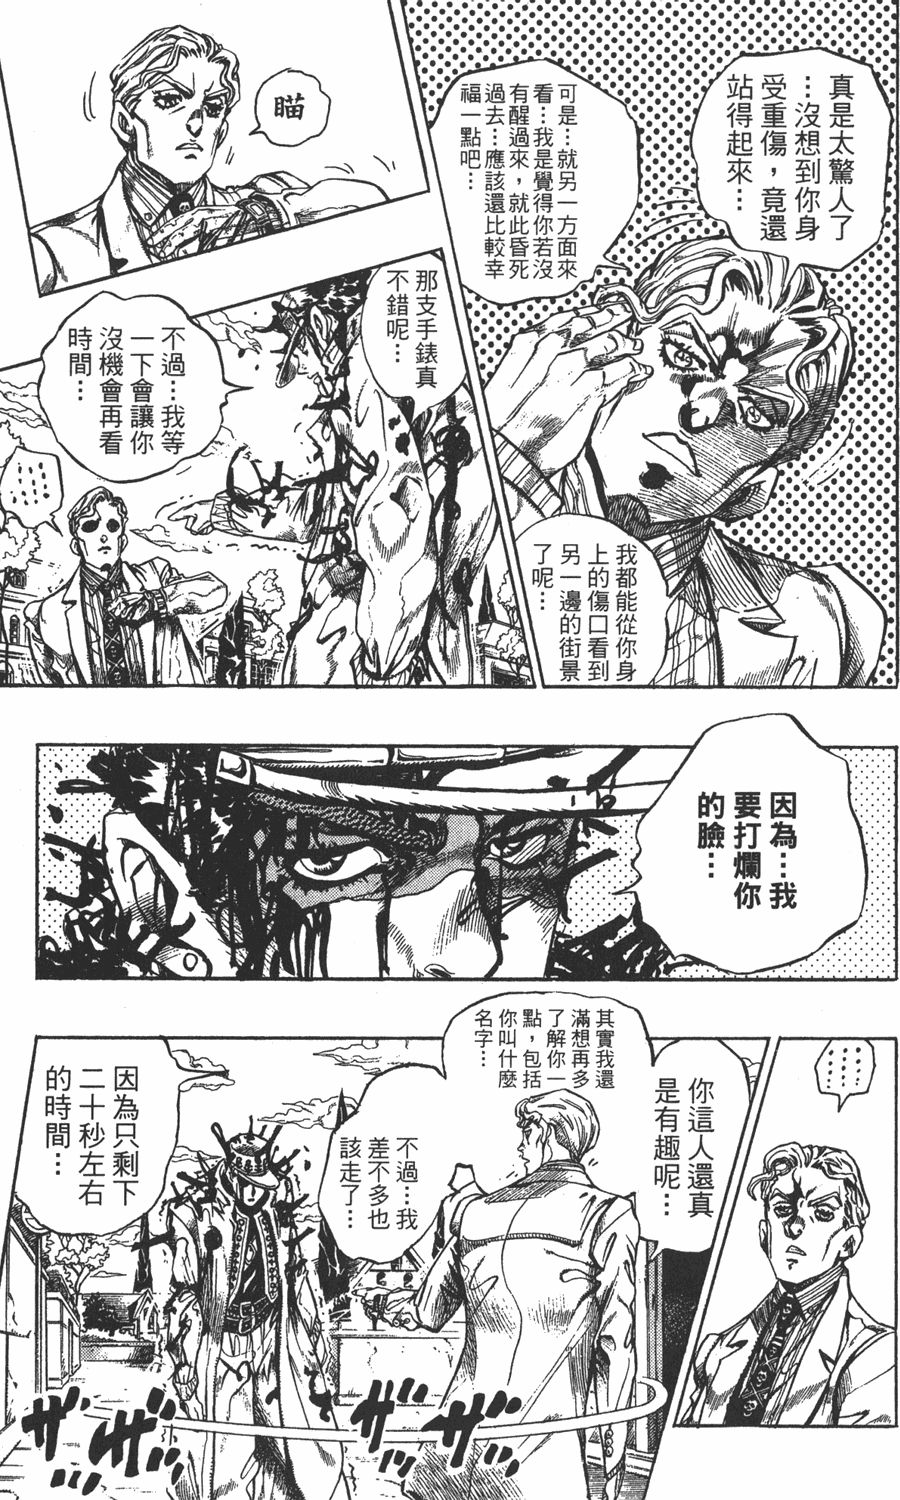 真是太驚人了
…沒想到你身
受重傷，竟還
站得起來…
可是…就另一方面來
看…我是覺得你若沒
有醒過來，就此昏死
過去…應該還比較幸
福一點吧…
我都能從你身
上的傷口看到
另一邊的街景
了呢…
瞄
那支手錶真
不錯呢…
不過…我等
一下會讓你
沒機會再看
時間…
……
因為…我
要打爛你
的臉…
……
你這人還真
是有趣呢…
其實我還
滿想再多
了解你一
點，包括
你叫什麼
名字…
不過…我
差不多也
該走了…
因為只剩下
二十秒左右
的時間…
ザザザ
ザザザ